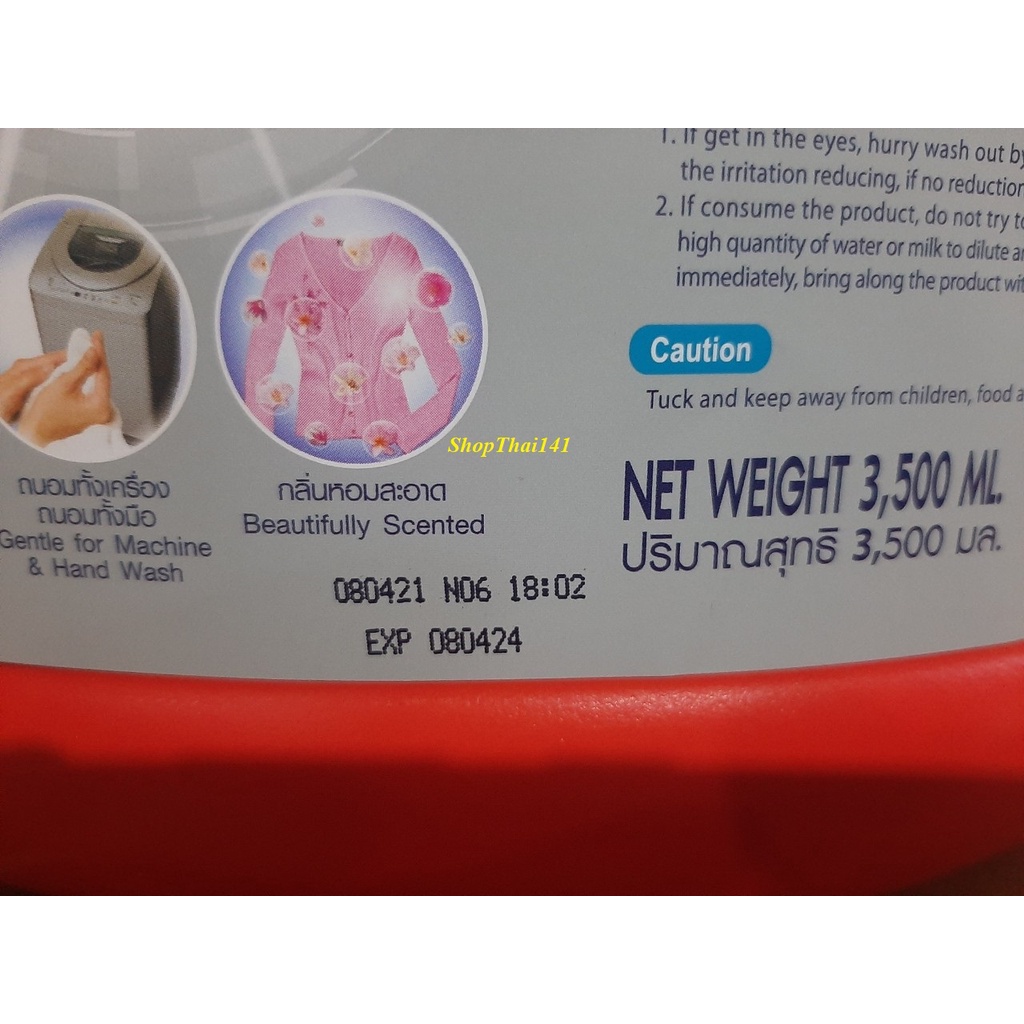 1. If get in the eyes, hurry wash out by
the irritation reducing, if no reduction
2. If consume the product, do not try to
high quantity of water or milk to dilute
immediately, bring along the product
Caution
Tuck and keep away from children, food
ShopThai141
ถนอมทั้งเครื่อง
ถนอมทั้งมือ
Gentle for Machine
& Hand Wash
กลิ่นหอมสะอาด
Beautifully Scented
NET WEIGHT 3,500 ML.
ปริมาณสุทธิ 3,500 มล.
080421 N06 18:02
EXP 080424